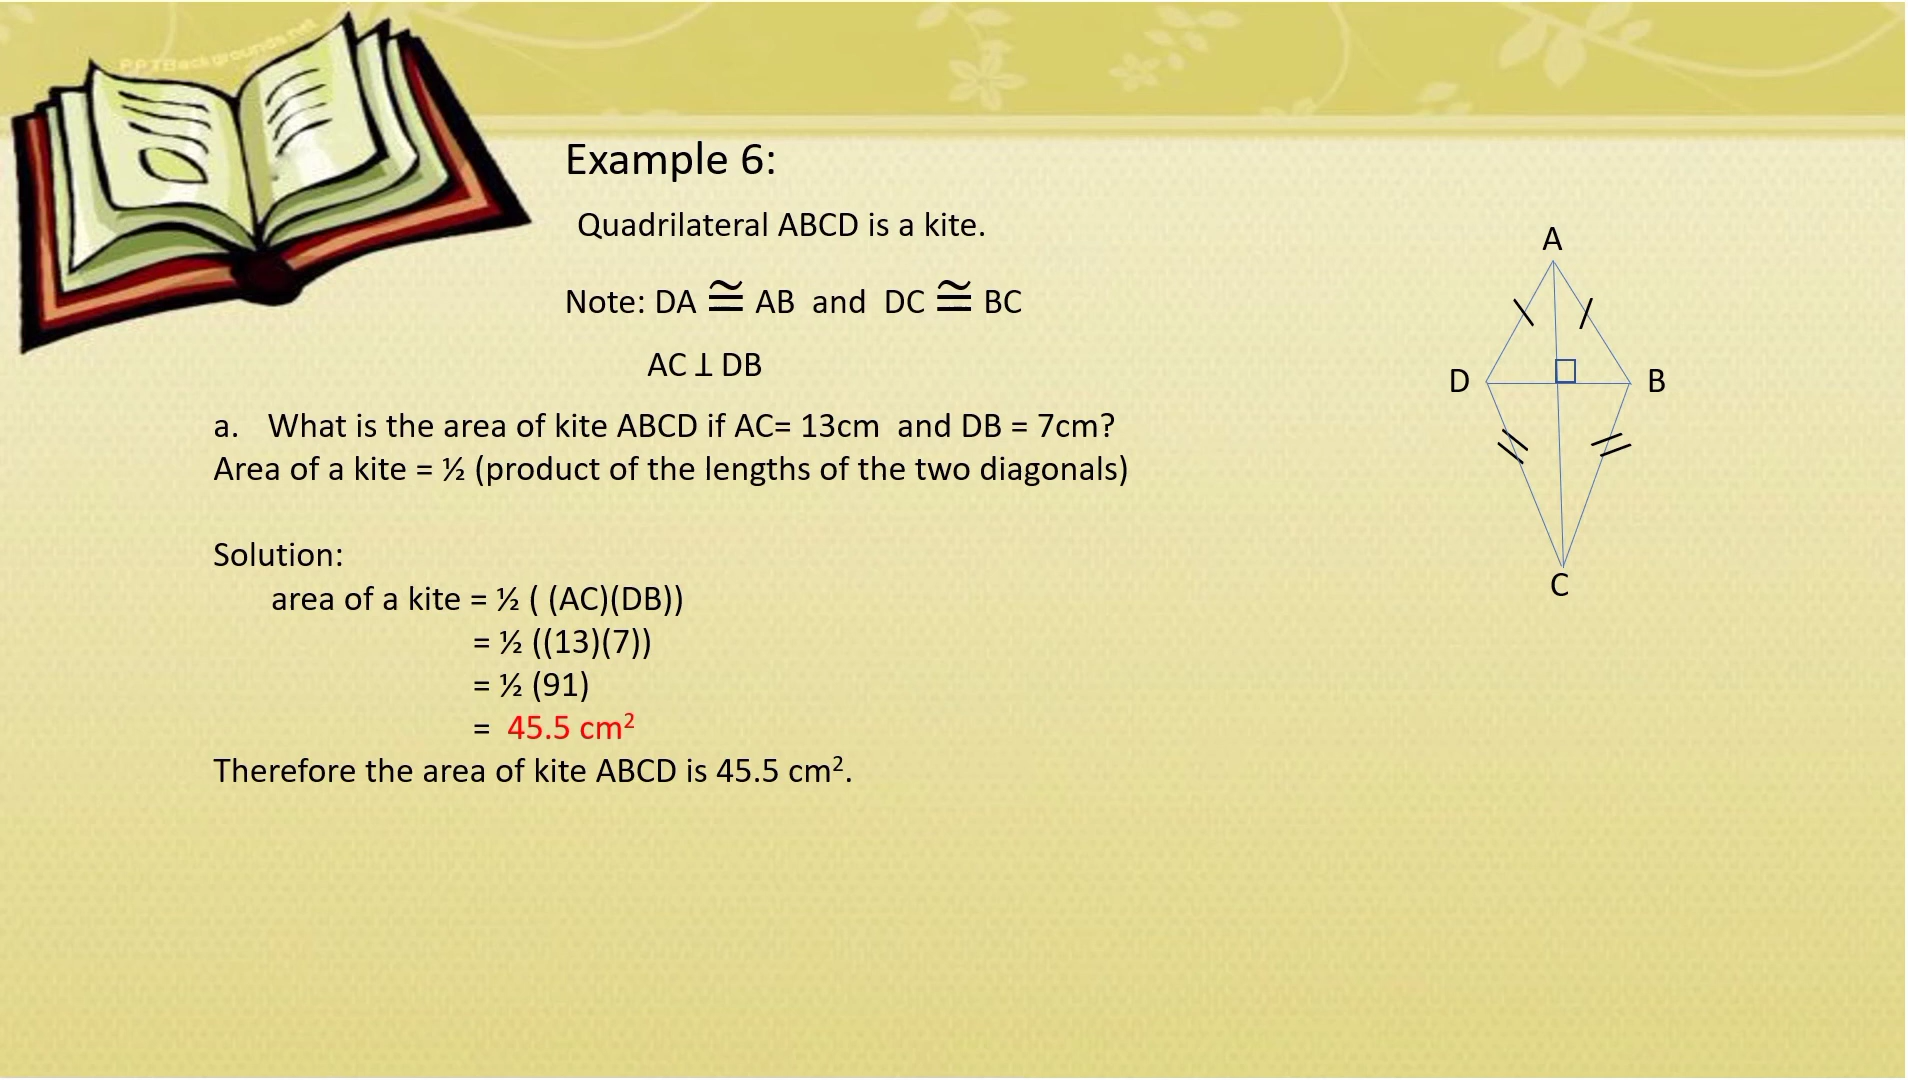 PPTBackgrounds.net
Example 6:
Quadrilateral ABCD is a kite.
Note: DA ≅ AB and DC ≅ BC
AC ⊥ DB
a. What is the area of kite ABCD if AC= 13cm and DB = 7cm?
Area of a kite = ½ (product of the lengths of the two diagonals)
Solution:
area of a kite = ½ ( (AC)(DB))
= ½ ((13)(7))
= ½ (91)
= 45.5 cm²
Therefore the area of kite ABCD is 45.5 cm².
A
D
B
C